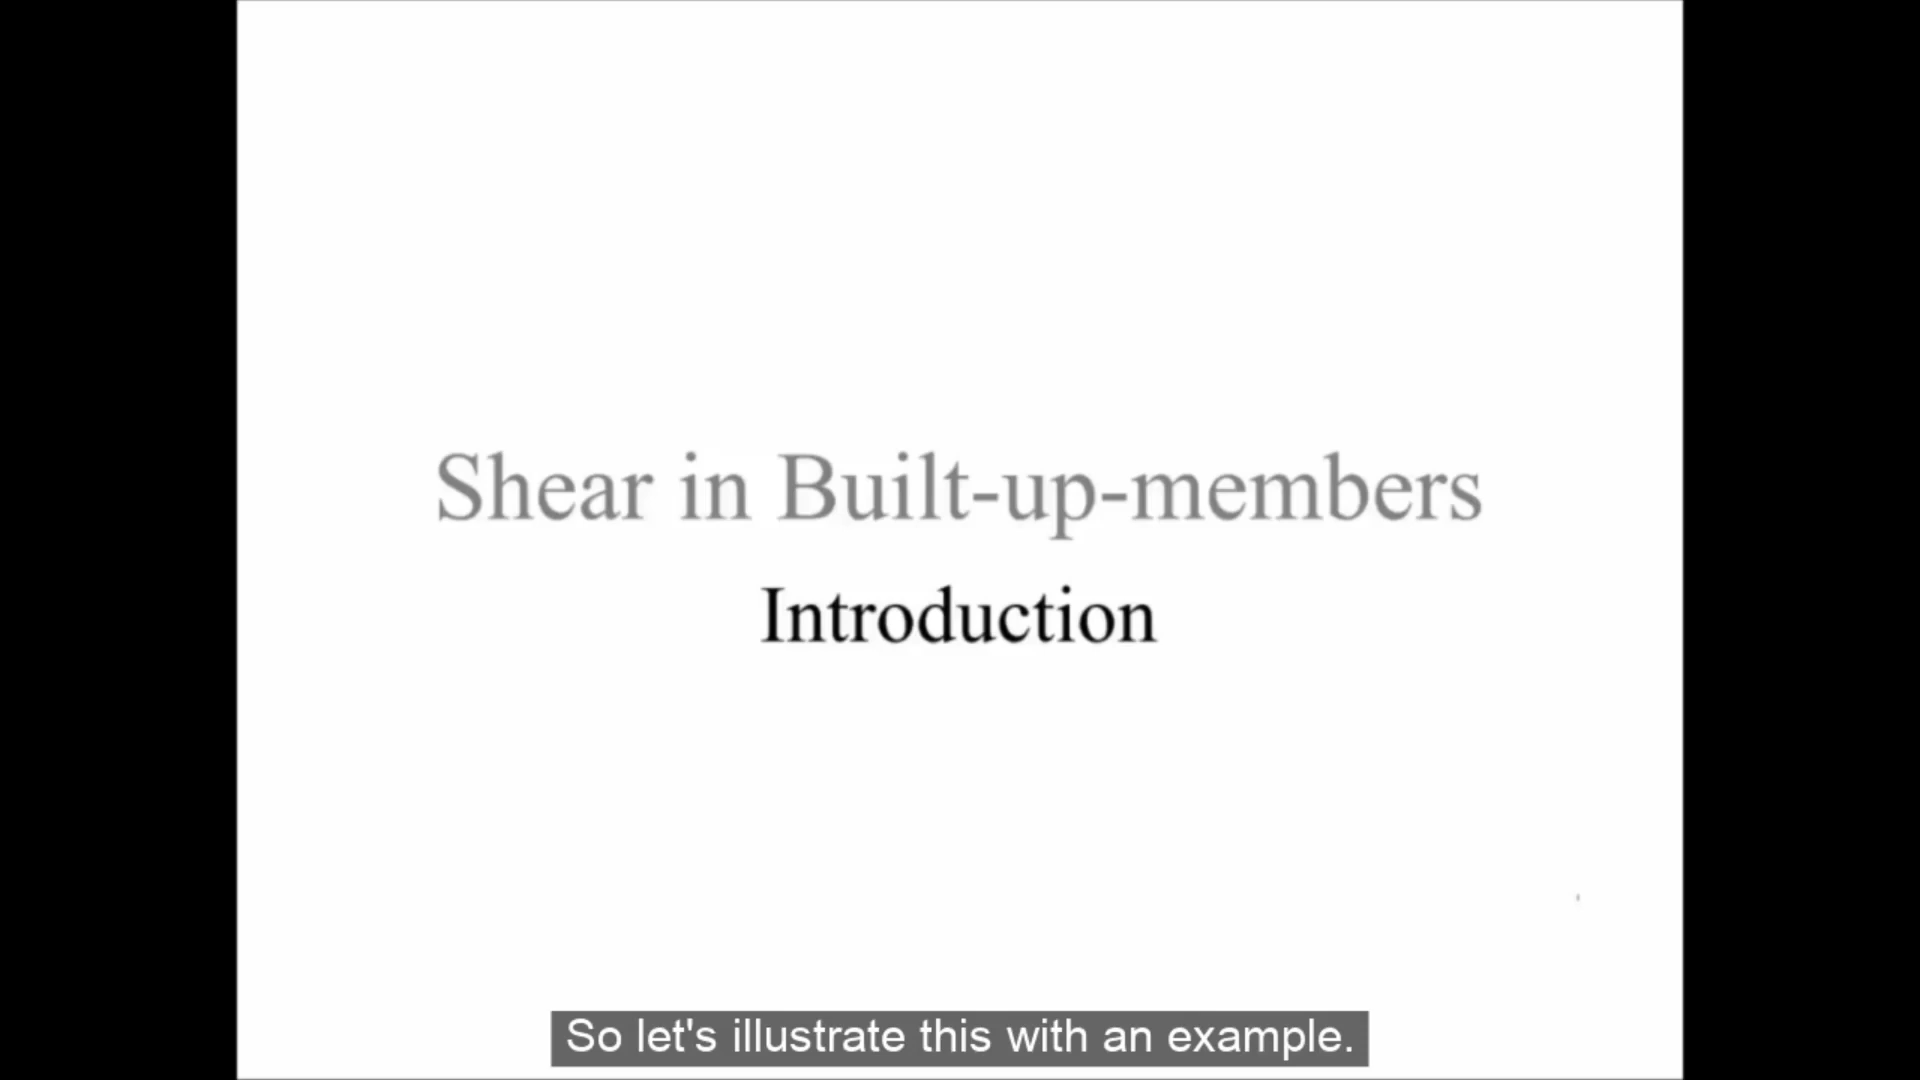 Shear in Built-up-members
Introduction
So let's illustrate this with an example.